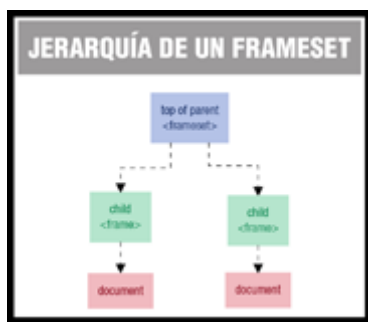 JERARQUÍA DE UN FRAMESET
top of parent
<frameset>
child
<frame>
child
<frame>
document
document